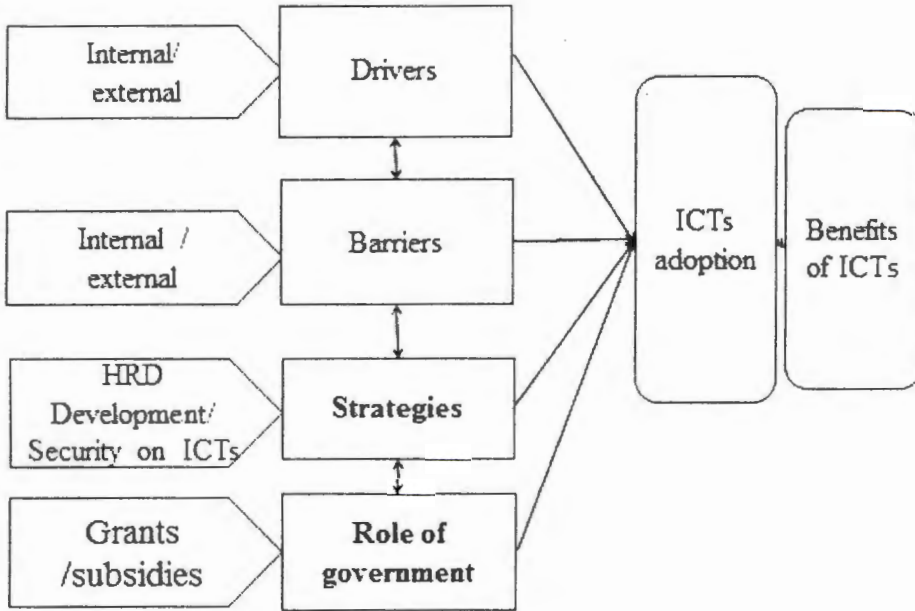 Internal/
external
Drivers
Internal /
external
Barriers
HRD
Development/
Security on ICTs
Strategies
Grants
/subsidies
Role of
government
ICTs
adoption
Benefits
of ICTs